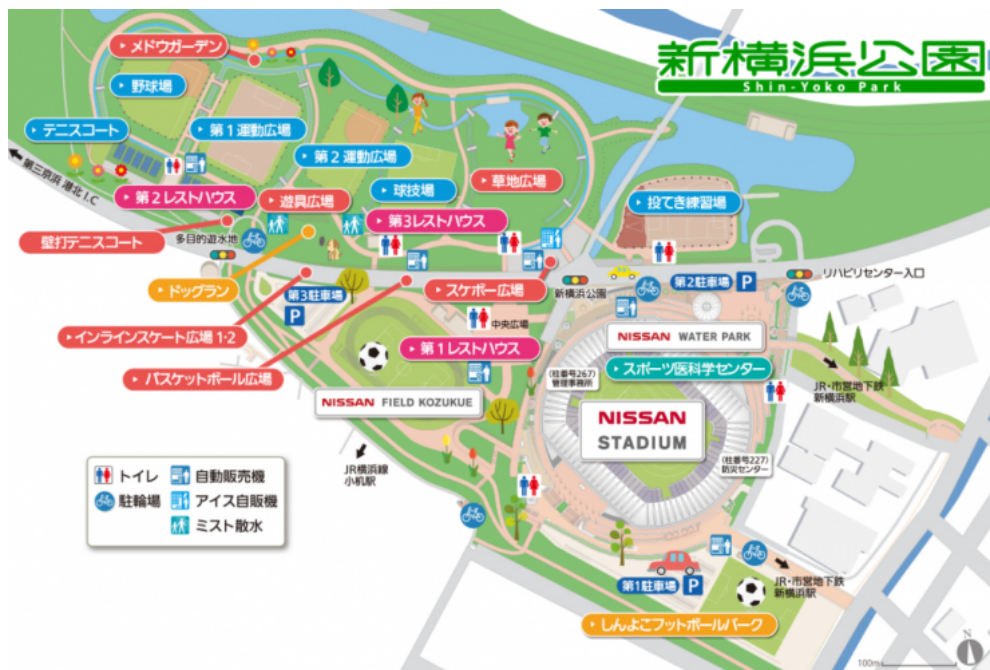 新横浜公園
Shin-Yoko Park
メドウガーデン
野球場
テニスコート
第1運動広場
第2運動広場
第三京浜 港北 I.C
第2レストハウス
遊具広場
球技場
草地広場
第3レストハウス
投てき練習場
壁打テニスコート
多目的遊水地
ドッグラン
第3駐車場
P
スケボー広場
新横浜公園
第2駐車場 P
リハビリセンター入口
インラインスケート広場 1・2
中央広場
第1レストハウス
NISSAN WATER PARK
バスケットボール広場
(柱番号267)
管理事務所
スポーツ医科学センター
JR・市営地下鉄
新横浜駅
NISSAN FIELD KOZUKUE
NISSAN
STADIUM
JR横浜線
小机駅
(柱番号227)
防災センター
トイレ
自動販売機
駐輪場
アイス自販機
ミスト散水
第1駐車場 P
JR・市営地下鉄
新横浜駅
しんよこフットボールパーク
N
100m